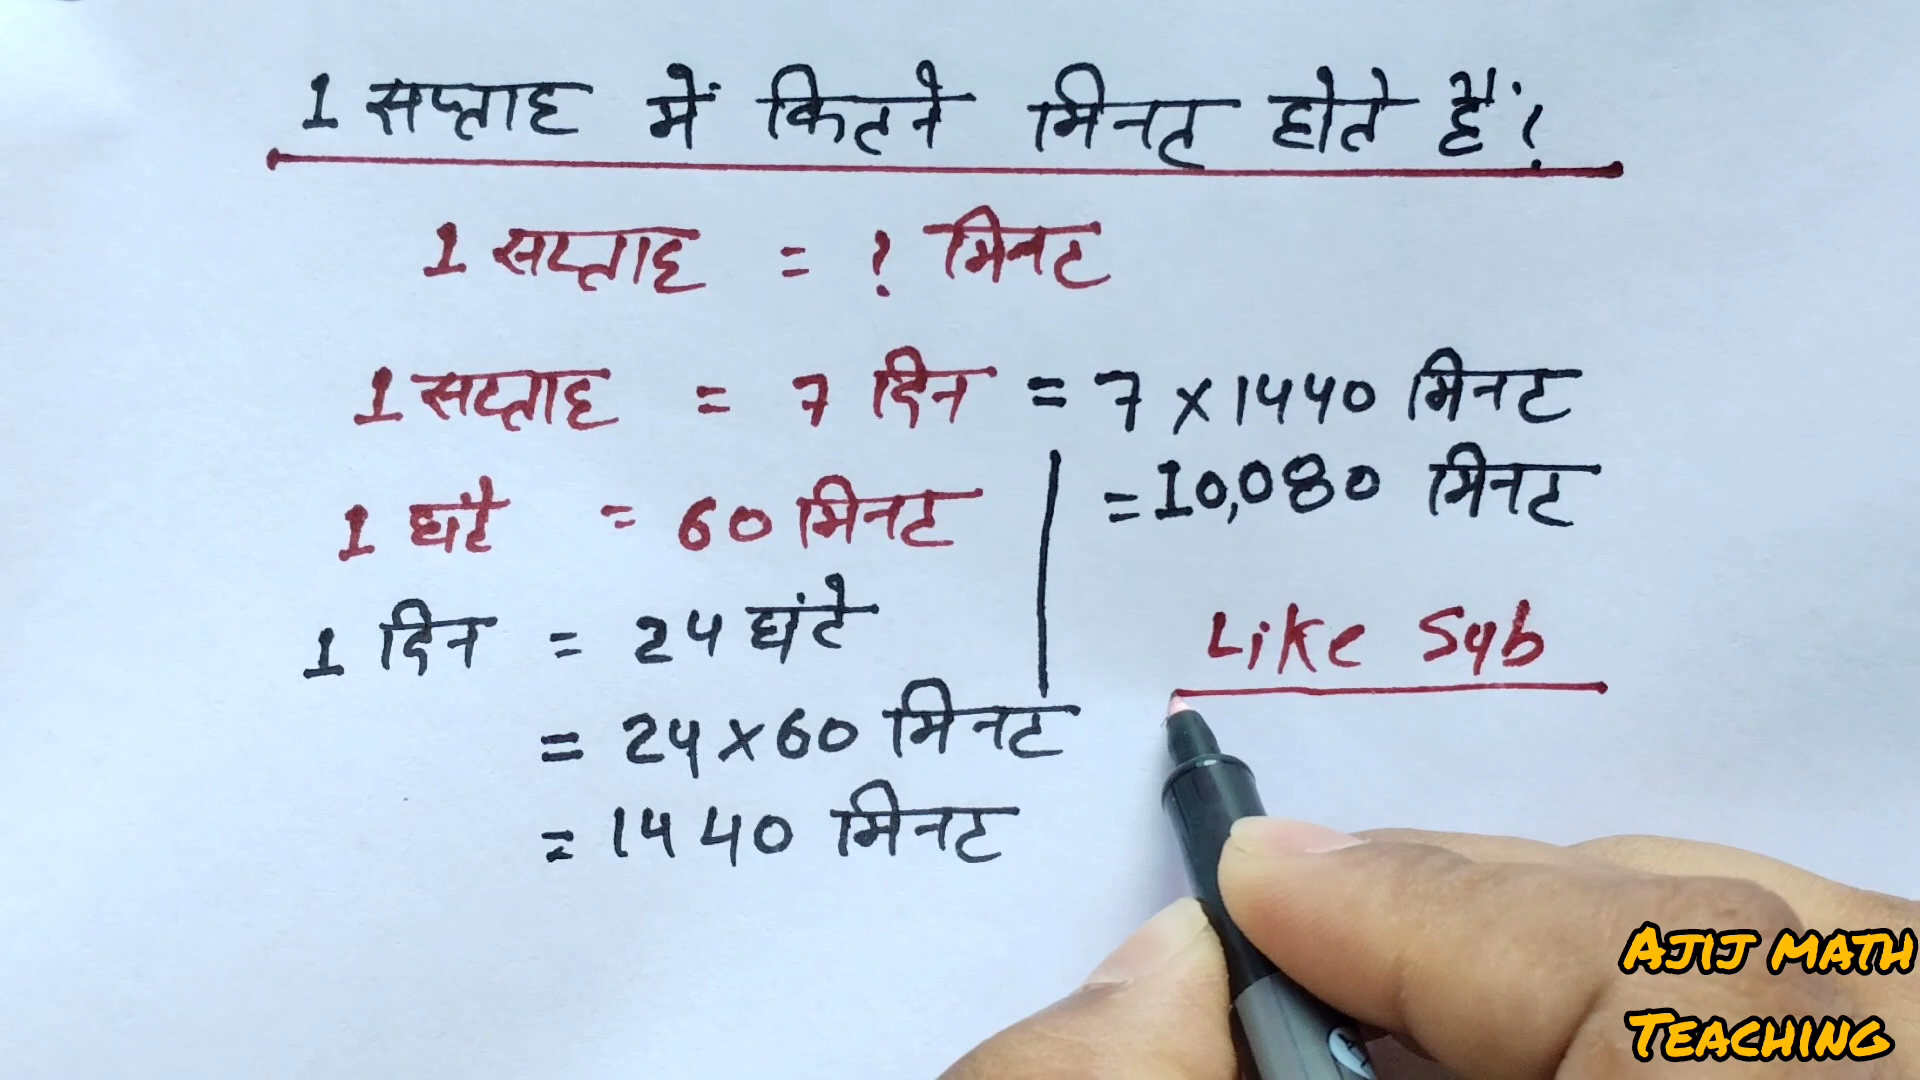 1 सप्ताह में कितने मिनट होते हैं?
1 सप्ताह = ? मिनट
1 सप्ताह = 7 दिन = 7 × 1440 मिनट
= 10,080 मिनट
1 घंटै = 60 मिनट
1 दिन = 24 घंटे
= 24 × 60 मिनट
= 1440 मिनट
Like Sub
AJIJ MATH
TEACHING